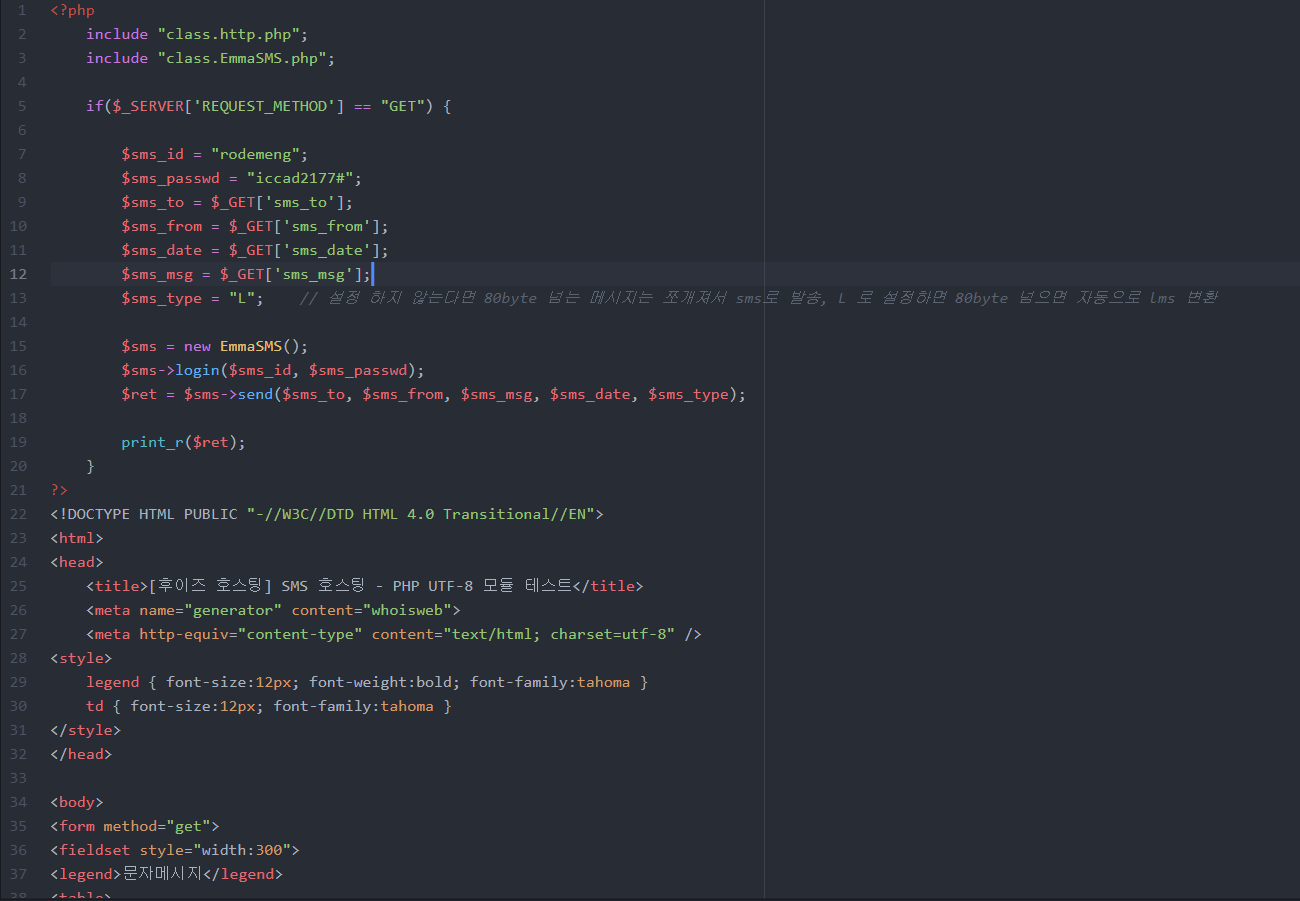 1 <?php
2 include "class.http.php";
3 include "class.EmmaSMS.php";
4
5 if($_SERVER['REQUEST_METHOD'] == "GET") {
6
7 $sms_id = "rodemeng";
8 $sms_passwd = "iccad2177#";
9 $sms_to = $_GET['sms_to'];
10 $sms_from = $_GET['sms_from'];
11 $sms_date = $_GET['sms_date'];
12 $sms_msg = $_GET['sms_msg'];
13 $sms_type = "L"; // 설정 하지 않는다면 80byte 넘는 메시지는 쪼개져서 sms로 발송, L 로 설정하면 80byte 넘으면 자동으로 lms 변환
14
15 $sms = new EmmaSMS();
16 $sms->login($sms_id, $sms_passwd);
17 $ret = $sms->send($sms_to, $sms_from, $sms_msg, $sms_date, $sms_type);
18
19 print_r($ret);
20 }
21 ?>
22 <!DOCTYPE HTML PUBLIC "-//W3C//DTD HTML 4.0 Transitional//EN">
23 <html>
24 <head>
25 <title>[후이즈 호스팅] SMS 호스팅 - PHP UTF-8 모듈 테스트</title>
26 <meta name="generator" content="whoisweb">
27 <meta http-equiv="content-type" content="text/html; charset=utf-8" />
28 <style>
29 legend { font-size:12px; font-weight:bold; font-family:tahoma }
30 td { font-size:12px; font-family:tahoma }
31 </style>
32 </head>
33
34 <body>
35 <form method="get">
36 <fieldset style="width:300">
37 <legend>문자메시지</legend>
38 <table>